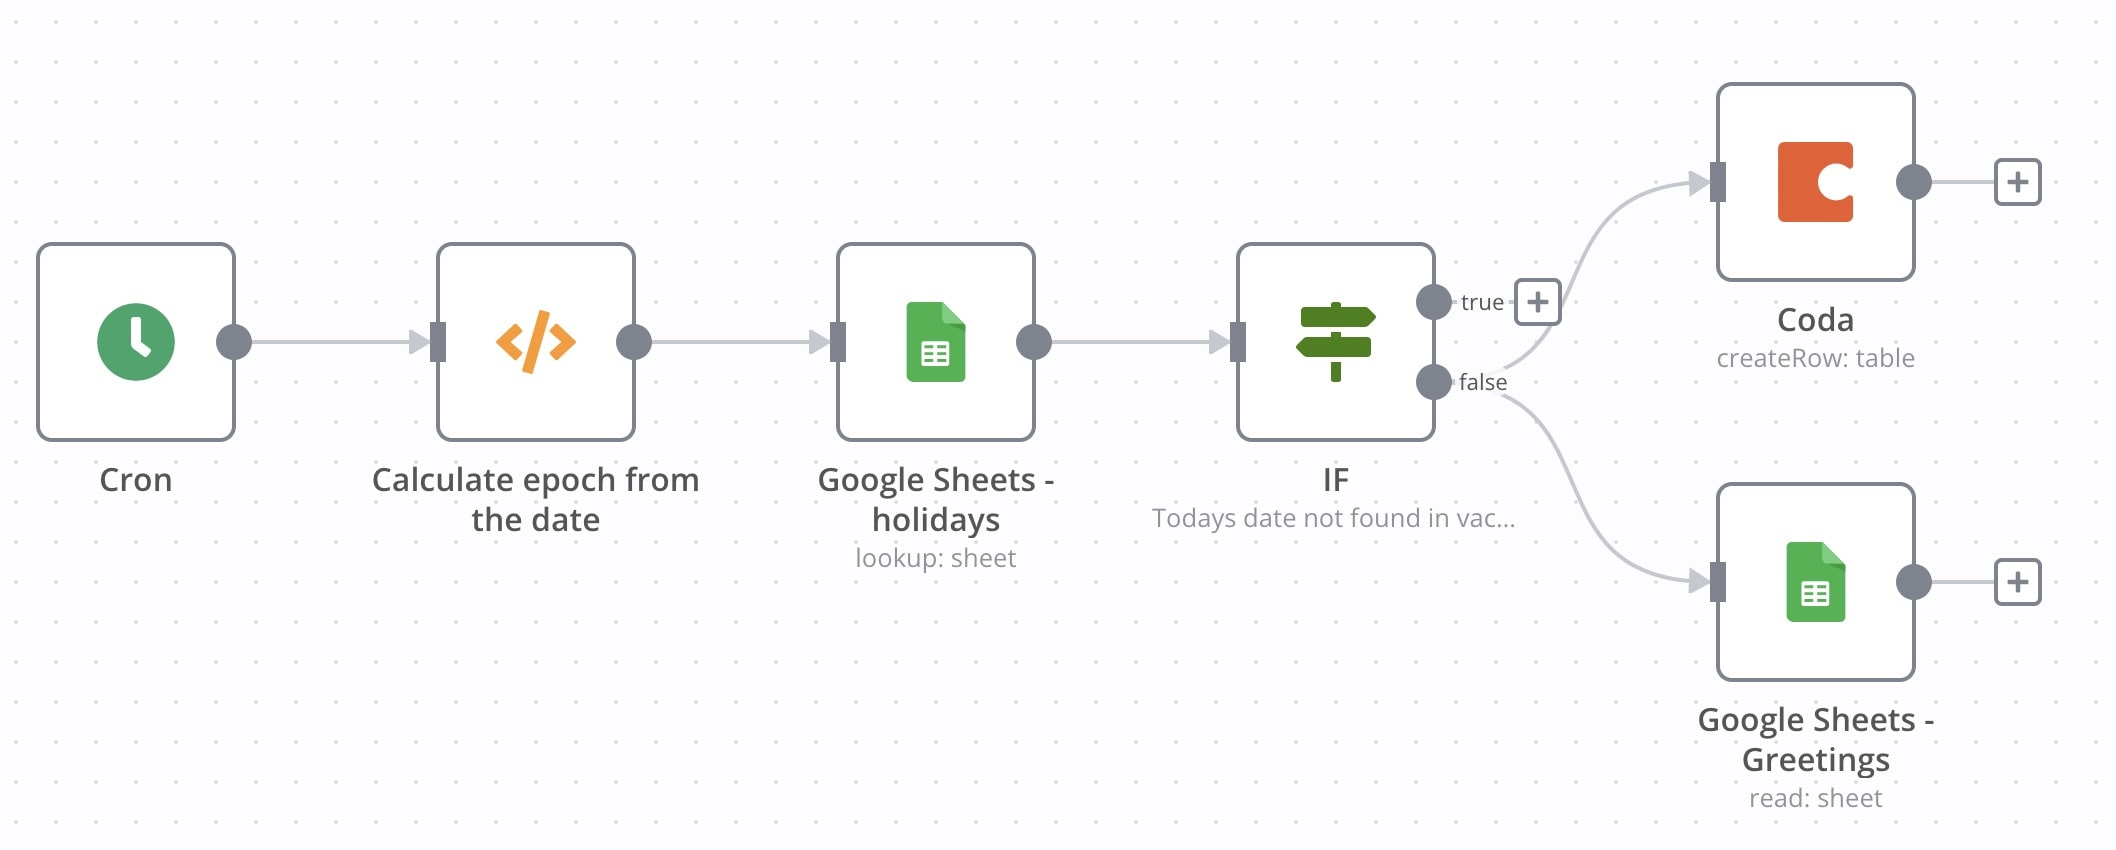 Cron
Calculate epoch from
the date
Google Sheets -
holidays
lookup: sheet
IF
Todays date not found in vac...
true
false
Coda
createRow: table
Google Sheets -
Greetings
read: sheet